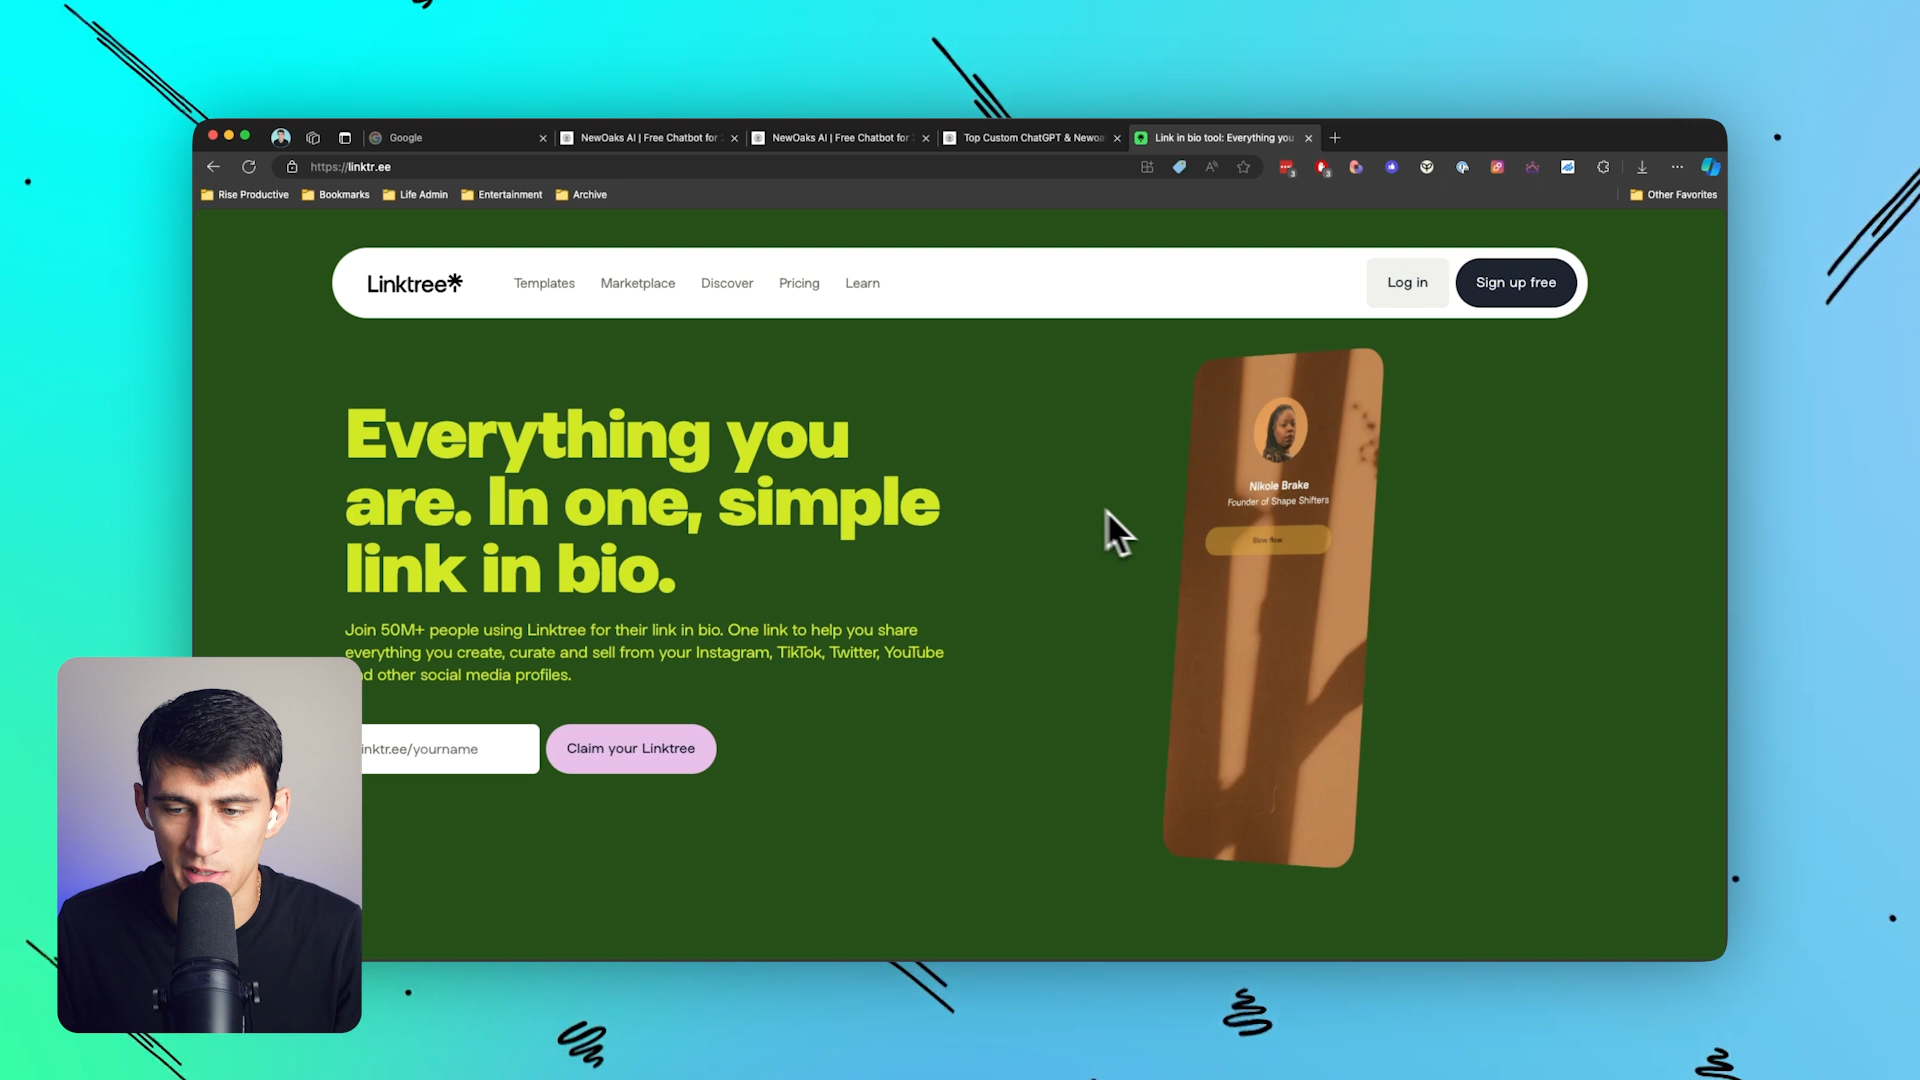 Google
NewOaks AI | Free Chatbot for
NewOaks AI | Free Chatbot for
Top Custom ChatGPT & Newoa
Link in bio tool: Everything you
https://linktr.ee
3
3
Rise Productive
Bookmarks
Life Admin
Entertainment
Archive
Other Favorites
Linktree
Templates
Marketplace
Discover
Pricing
Learn
Log in
Sign up free
Everything you
are. In one, simple
link in bio.
Join 50M+ people using Linktree for their link in bio. One link to help you share
everything you create, curate and sell from your Instagram, TikTok, Twitter, YouTube
d other social media profiles.
inktr.ee/yourname
Claim your Linktree
Nikole Brake
Founder of Shape Shifters